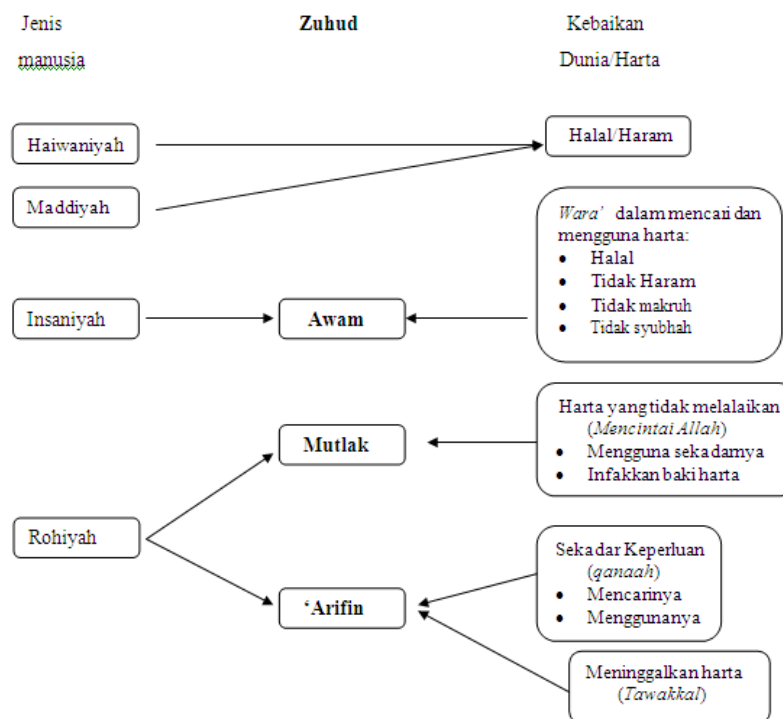 Jenis
manusia
Zuhud
Kebaikan
Dunia/Harta
Haiwaniyah
Halal/Haram
Maddiyah
Wara’ dalam mencari dan
mengguna harta:
• Halal
• Tidak Haram
• Tidak makruh
• Tidak syubhah
Insaniyah
Awam
Mutlak
Harta yang tidak melalaikan
(Mencintai Allah)
• Mengguna sekadarnya
• Infakkan baki harta
Rohiyah
‘Arifin
Sekadar Keperluan
(qanaah)
• Mencarinya
• Menggunanya
Meninggalkan harta
(Tawakkal)